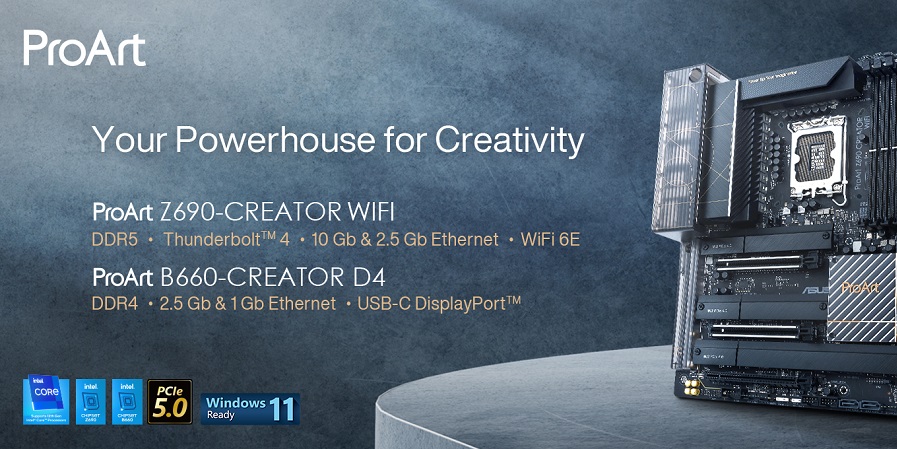 ProArt
Your Powerhouse for Creativity
ProArt Z690-CREATOR WIFI
DDR5 • Thunderbolt™ 4 • 10 Gb & 2.5 Gb Ethernet • WiFi 6E
ProArt B660-CREATOR D4
DDR4 • 2.5 Gb & 1 Gb Ethernet • USB-C DisplayPort™
intel
CORE
intel
CHIPSET
Z690
intel
CHIPSET
B660
PCIe
5.0
Windows 11
Ready
ProArt Z690-CREATOR
WIFI
ASUS
ProArt